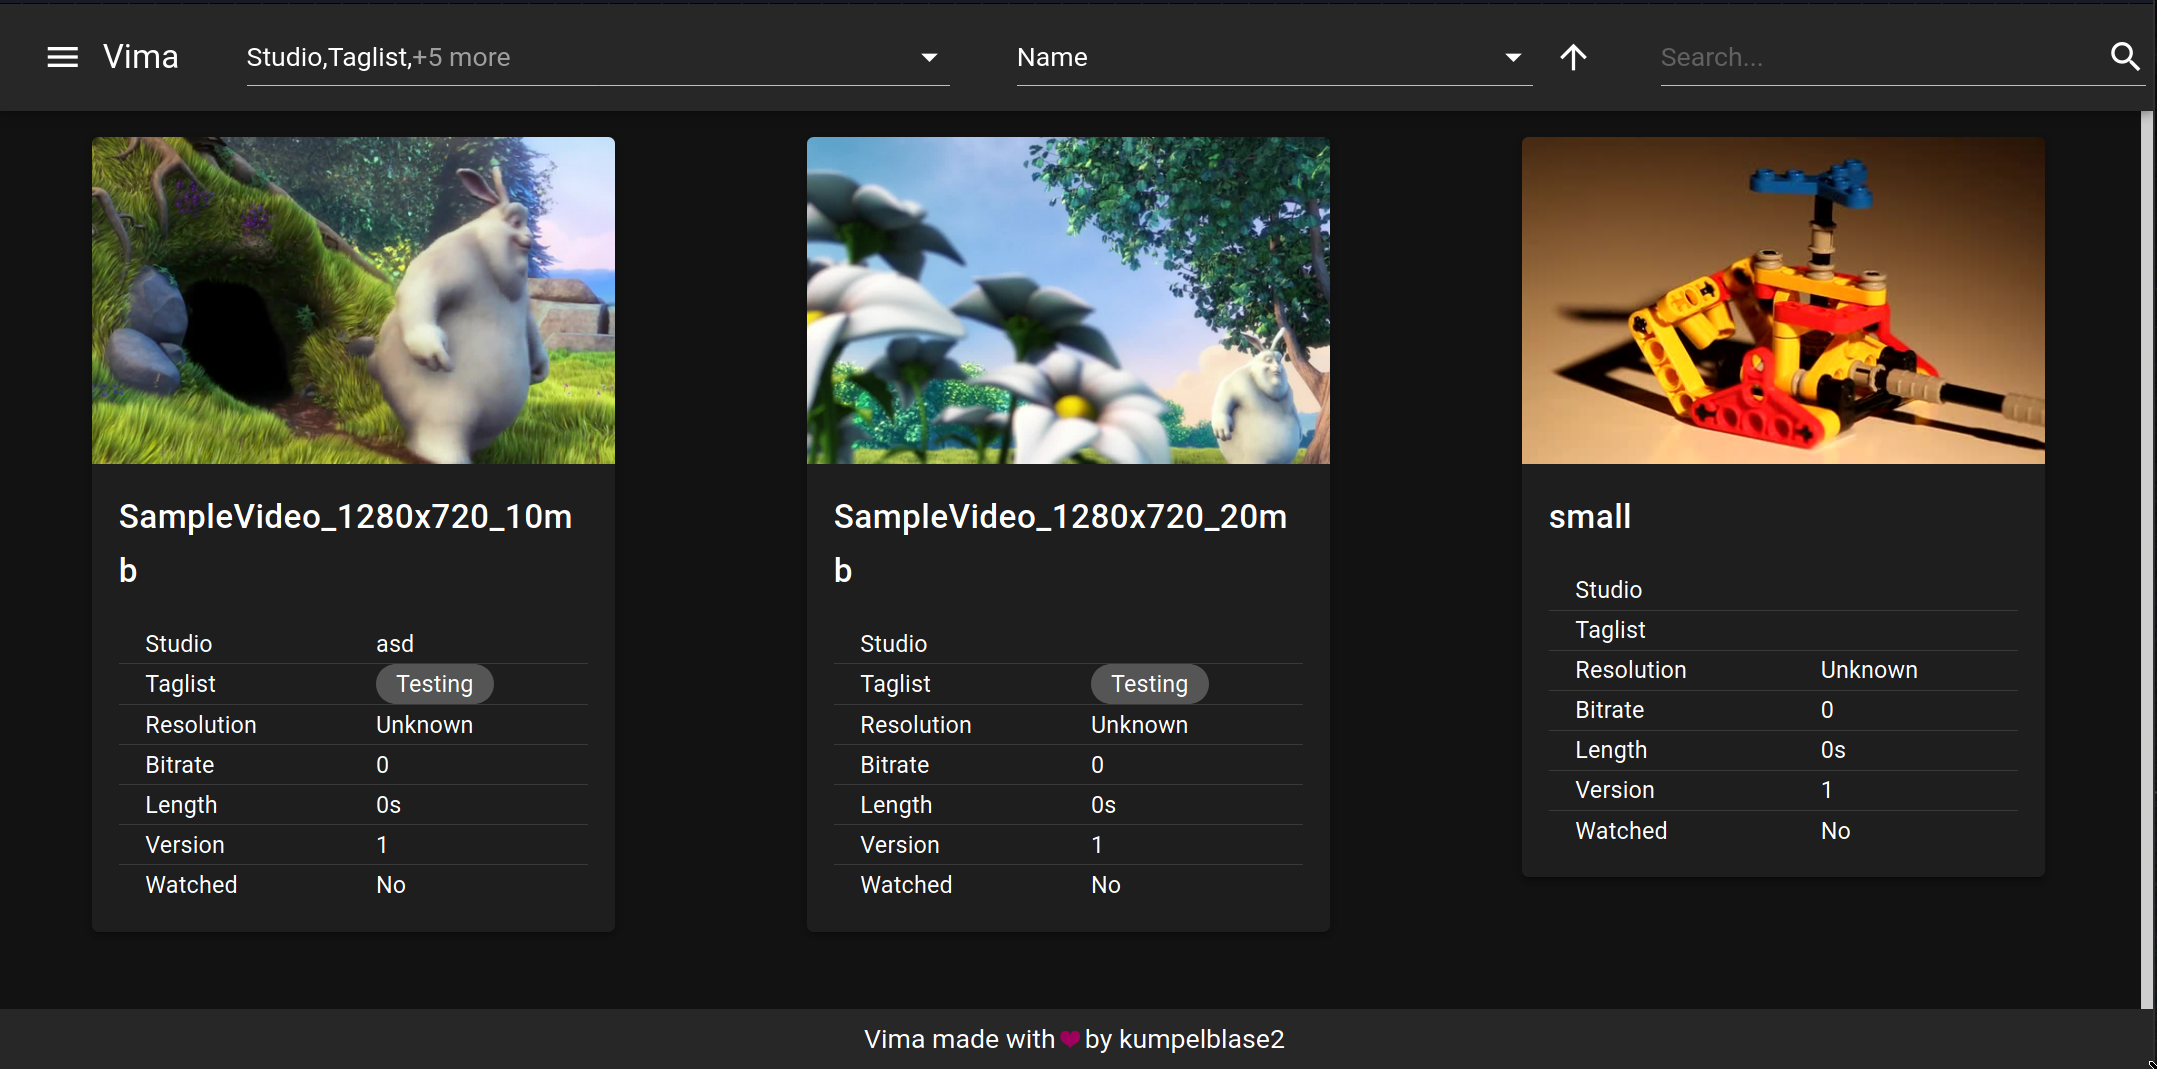 Vima
Studio,Taglist,+5 more
Name
Search...
SampleVideo_1280x720_10m
b
Studio asd
Taglist Testing
Resolution Unknown
Bitrate 0
Length 0s
Version 1
Watched No
SampleVideo_1280x720_20m
b
Studio
Taglist Testing
Resolution Unknown
Bitrate 0
Length 0s
Version 1
Watched No
small
Studio
Taglist
Resolution Unknown
Bitrate 0
Length 0s
Version 1
Watched No
Vima made with ♥ by kumpelblase2